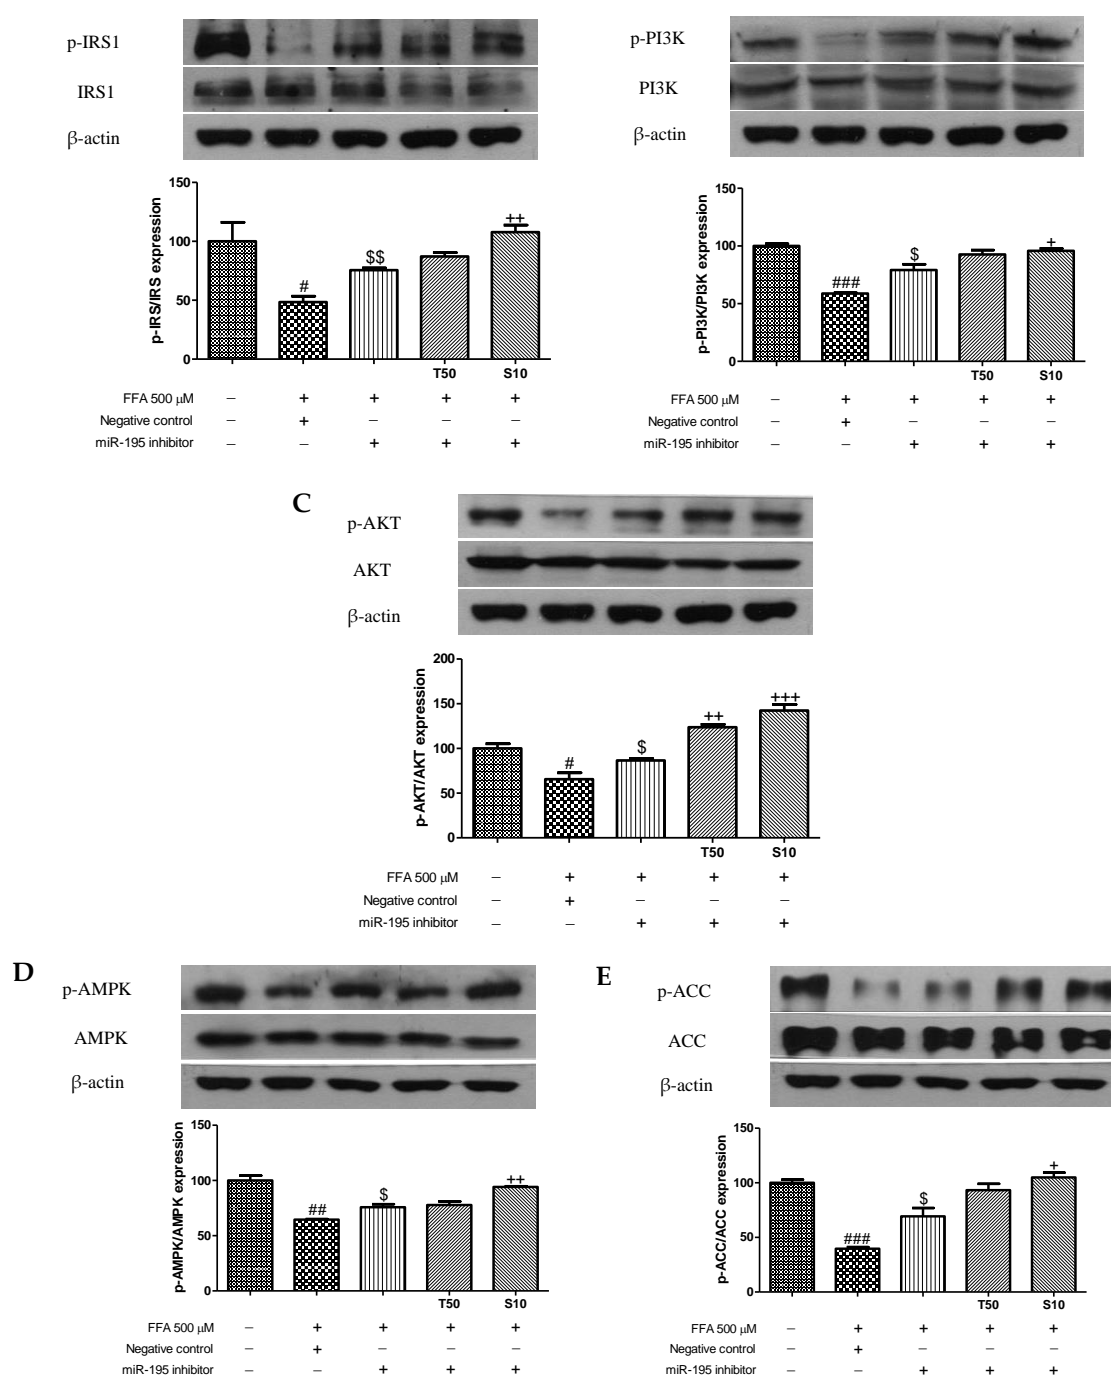 p-IRS1
IRS1
β-actin
p-IRS/IRS expression
150
100
50
0
#
$$
++
T50 S10
FFA 500 µM – + + + +
Negative control – + – – –
miR-195 inhibitor – – + + +
p-PI3K
PI3K
β-actin
p-PI3K/PI3K expression
150
100
50
0
###
$
+
T50 S10
FFA 500 µM – + + + +
Negative control – + – – –
miR-195 inhibitor – – + + +
C
p-AKT
AKT
β-actin
p-AKT/AKT expression
200
150
100
50
0
#
$
++
+++
T50 S10
FFA 500 µM – + + + +
Negative control – + – – –
miR-195 inhibitor – – + + +
D
p-AMPK
AMPK
β-actin
p-AMPK/AMPK expression
150
100
50
0
##
$
++
T50 S10
FFA 500 µM – + + + +
Negative control – + – – –
miR-195 inhibitor – – + + +
E
p-ACC
ACC
β-actin
p-ACC/ACC expression
150
100
50
0
###
$
+
T50 S10
FFA 500 µM – + + + +
Negative control – + – – –
miR-195 inhibitor – – + + +